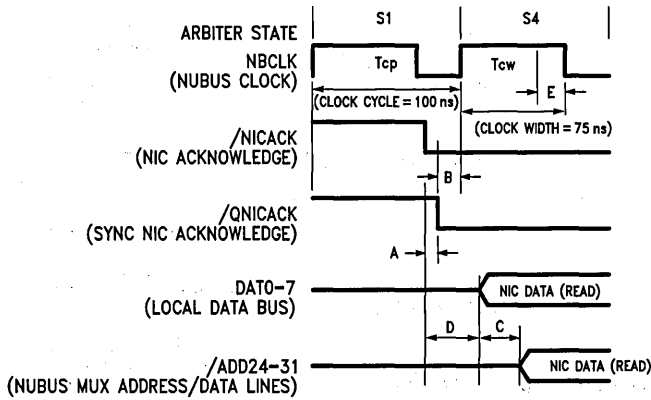 S1 S4
ARBITER STATE
NBCLK
(NUBUS CLOCK)
Tcp Tcw
E
(CLOCK CYCLE = 100 ns)
(CLOCK WIDTH = 75 ns)
/NICACK
(NIC ACKNOWLEDGE)
B
/QNICACK
(SYNC NIC ACKNOWLEDGE)
A
DAT0-7
(LOCAL DATA BUS)
NIC DATA (READ)
D C
/ADD24-31
(NUBUS MUX ADDRESS/DATA LINES)
NIC DATA (READ)